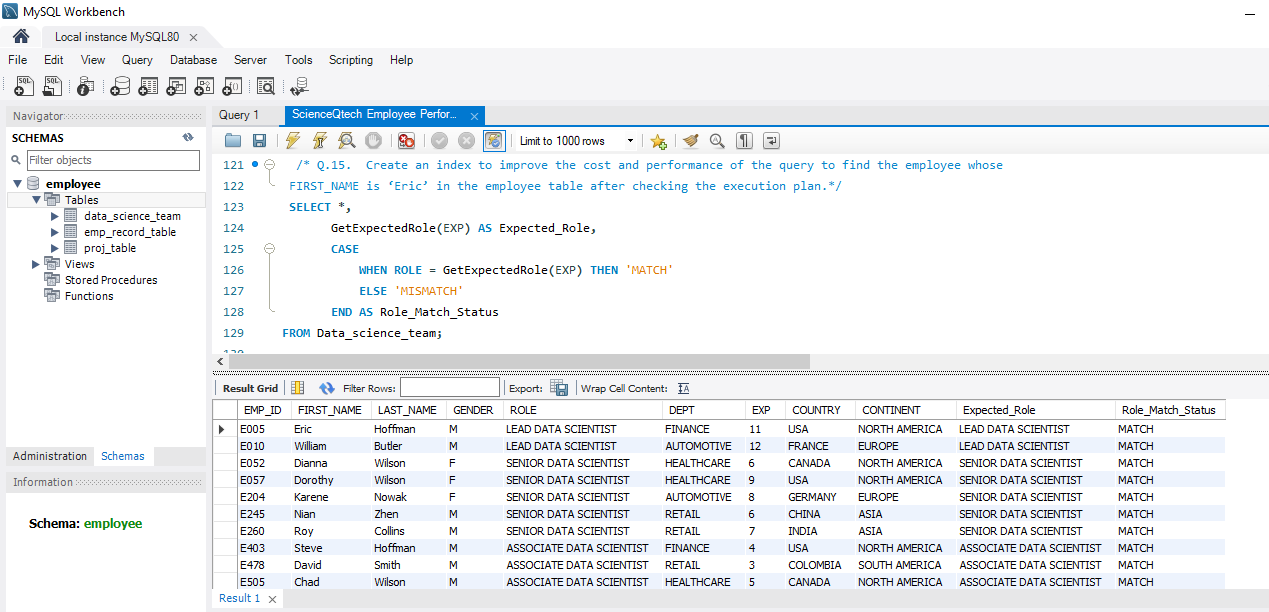 MySQL Workbench
Local instance MySQL80
File Edit View Query Database Server Tools Scripting Help
Navigator
SCHEMAS
Filter objects
employee
Tables
data_science_team
emp_record_table
proj_table
Views
Stored Procedures
Functions
Administration Schemas
Information
Schema: employee
Query 1 ScienceQtech Employee Perfor...
Limit to 1000 rows
121 /* Q.15. Create an index to improve the cost and performance of the query to find the employee whose
122 FIRST_NAME is ‘Eric’ in the employee table after checking the execution plan.*/
123 SELECT *,
124 GetExpectedRole(EXP) AS Expected_Role,
125 CASE
126 WHEN ROLE = GetExpectedRole(EXP) THEN 'MATCH'
127 ELSE 'MISMATCH'
128 END AS Role_Match_Status
129 FROM Data_science_team;
Result Grid Filter Rows: Export: Wrap Cell Content:
EMP_ID FIRST_NAME LAST_NAME GENDER ROLE DEPT EXP COUNTRY CONTINENT Expected_Role Role_Match_Status
E005 Eric Hoffman M LEAD DATA SCIENTIST FINANCE 11 USA NORTH AMERICA LEAD DATA SCIENTIST MATCH
E010 William Butler M LEAD DATA SCIENTIST AUTOMOTIVE 12 FRANCE EUROPE LEAD DATA SCIENTIST MATCH
E052 Dianna Wilson F SENIOR DATA SCIENTIST HEALTHCARE 6 CANADA NORTH AMERICA SENIOR DATA SCIENTIST MATCH
E057 Dorothy Wilson F SENIOR DATA SCIENTIST HEALTHCARE 9 USA NORTH AMERICA SENIOR DATA SCIENTIST MATCH
E204 Karene Nowak F SENIOR DATA SCIENTIST AUTOMOTIVE 8 GERMANY EUROPE SENIOR DATA SCIENTIST MATCH
E245 Nian Zhen M SENIOR DATA SCIENTIST RETAIL 6 CHINA ASIA SENIOR DATA SCIENTIST MATCH
E260 Roy Collins M SENIOR DATA SCIENTIST RETAIL 7 INDIA ASIA SENIOR DATA SCIENTIST MATCH
E403 Steve Hoffman M ASSOCIATE DATA SCIENTIST FINANCE 4 USA NORTH AMERICA ASSOCIATE DATA SCIENTIST MATCH
E478 David Smith M ASSOCIATE DATA SCIENTIST RETAIL 3 COLOMBIA SOUTH AMERICA ASSOCIATE DATA SCIENTIST MATCH
E505 Chad Wilson M ASSOCIATE DATA SCIENTIST HEALTHCARE 5 CANADA NORTH AMERICA ASSOCIATE DATA SCIENTIST MATCH
Result 1